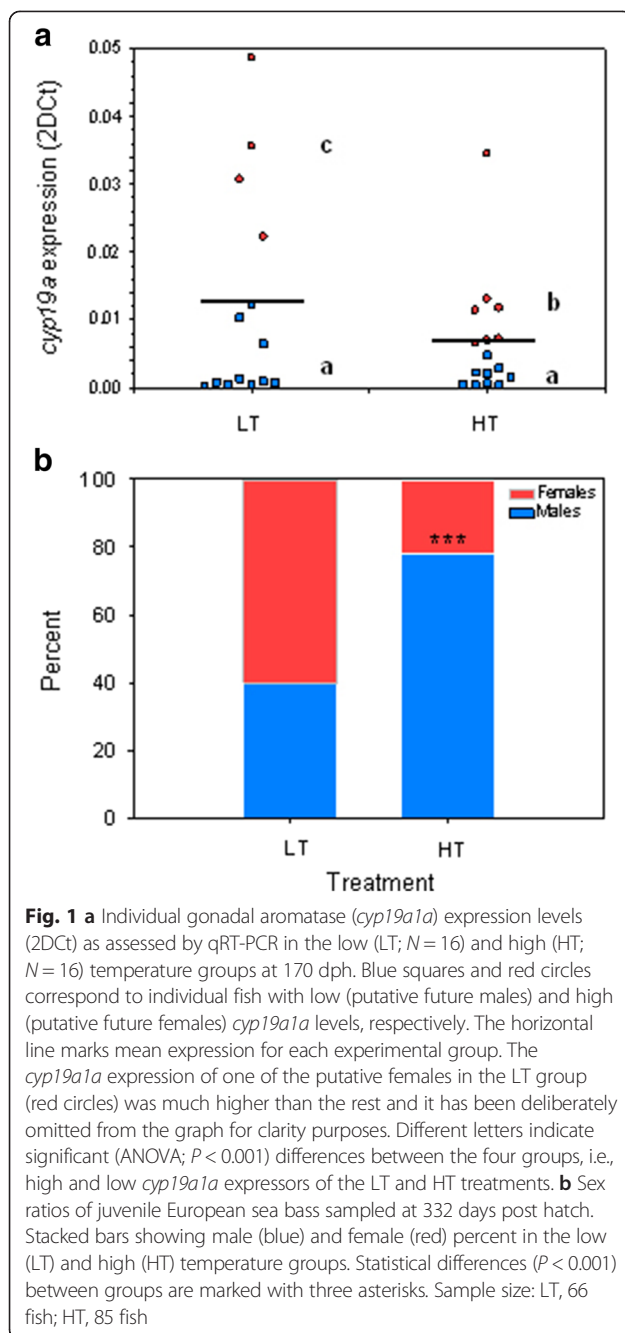 a
0.05
0.04
0.03
0.02
0.01
0.00
cyp19a expression (2DCt)
c
a
b
a
LT
HT
b
100
80
60
40
20
0
Percent
Females
Males
***
LT
HT
Treatment
Fig. 1 a Individual gonadal aromatase (cyp19a1a) expression levels
(2DCt) as assessed by qRT-PCR in the low (LT; N = 16) and high (HT;
N = 16) temperature groups at 170 dph. Blue squares and red circles
correspond to individual fish with low (putative future males) and high
(putative future females) cyp19a1a levels, respectively. The horizontal
line marks mean expression for each experimental group. The
cyp19a1a expression of one of the putative females in the LT group
(red circles) was much higher than the rest and it has been deliberately
omitted from the graph for clarity purposes. Different letters indicate
significant (ANOVA; P < 0.001) differences between the four groups, i.e.,
high and low cyp19a1a expressors of the LT and HT treatments. b Sex
ratios of juvenile European sea bass sampled at 332 days post hatch.
Stacked bars showing male (blue) and female (red) percent in the low
(LT) and high (HT) temperature groups. Statistical differences (P < 0.001)
between groups are marked with three asterisks. Sample size: LT, 66
fish; HT, 85 fish